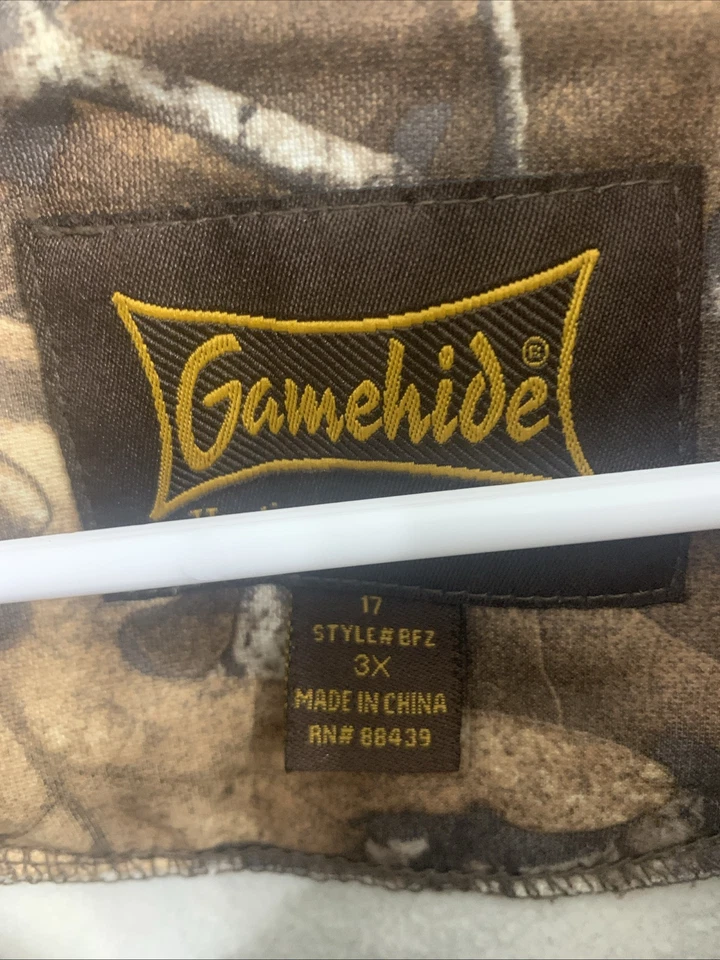 Gamehide®
17
STYLE# BFZ
3X
MADE IN CHINA
RN# 88439